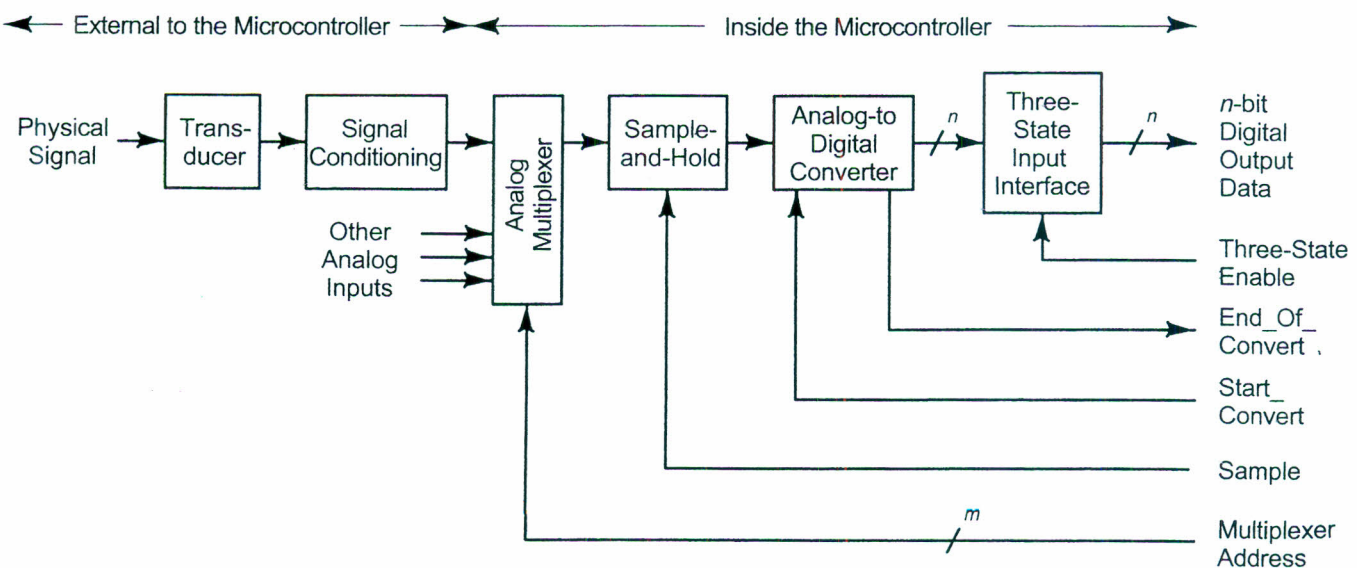 External to the Microcontroller
Inside the Microcontroller
Physical
Signal
Trans-
ducer
Signal
Conditioning
Analog
Multiplexer
Sample-
and-Hold
Analog-to
Digital
Converter
n
Three-
State
Input
Interface
n
n-bit
Digital
Output
Data
Other
Analog
Inputs
Three-State
Enable
End_Of_
Convert
Start_
Convert
Sample
m
Multiplexer
Address